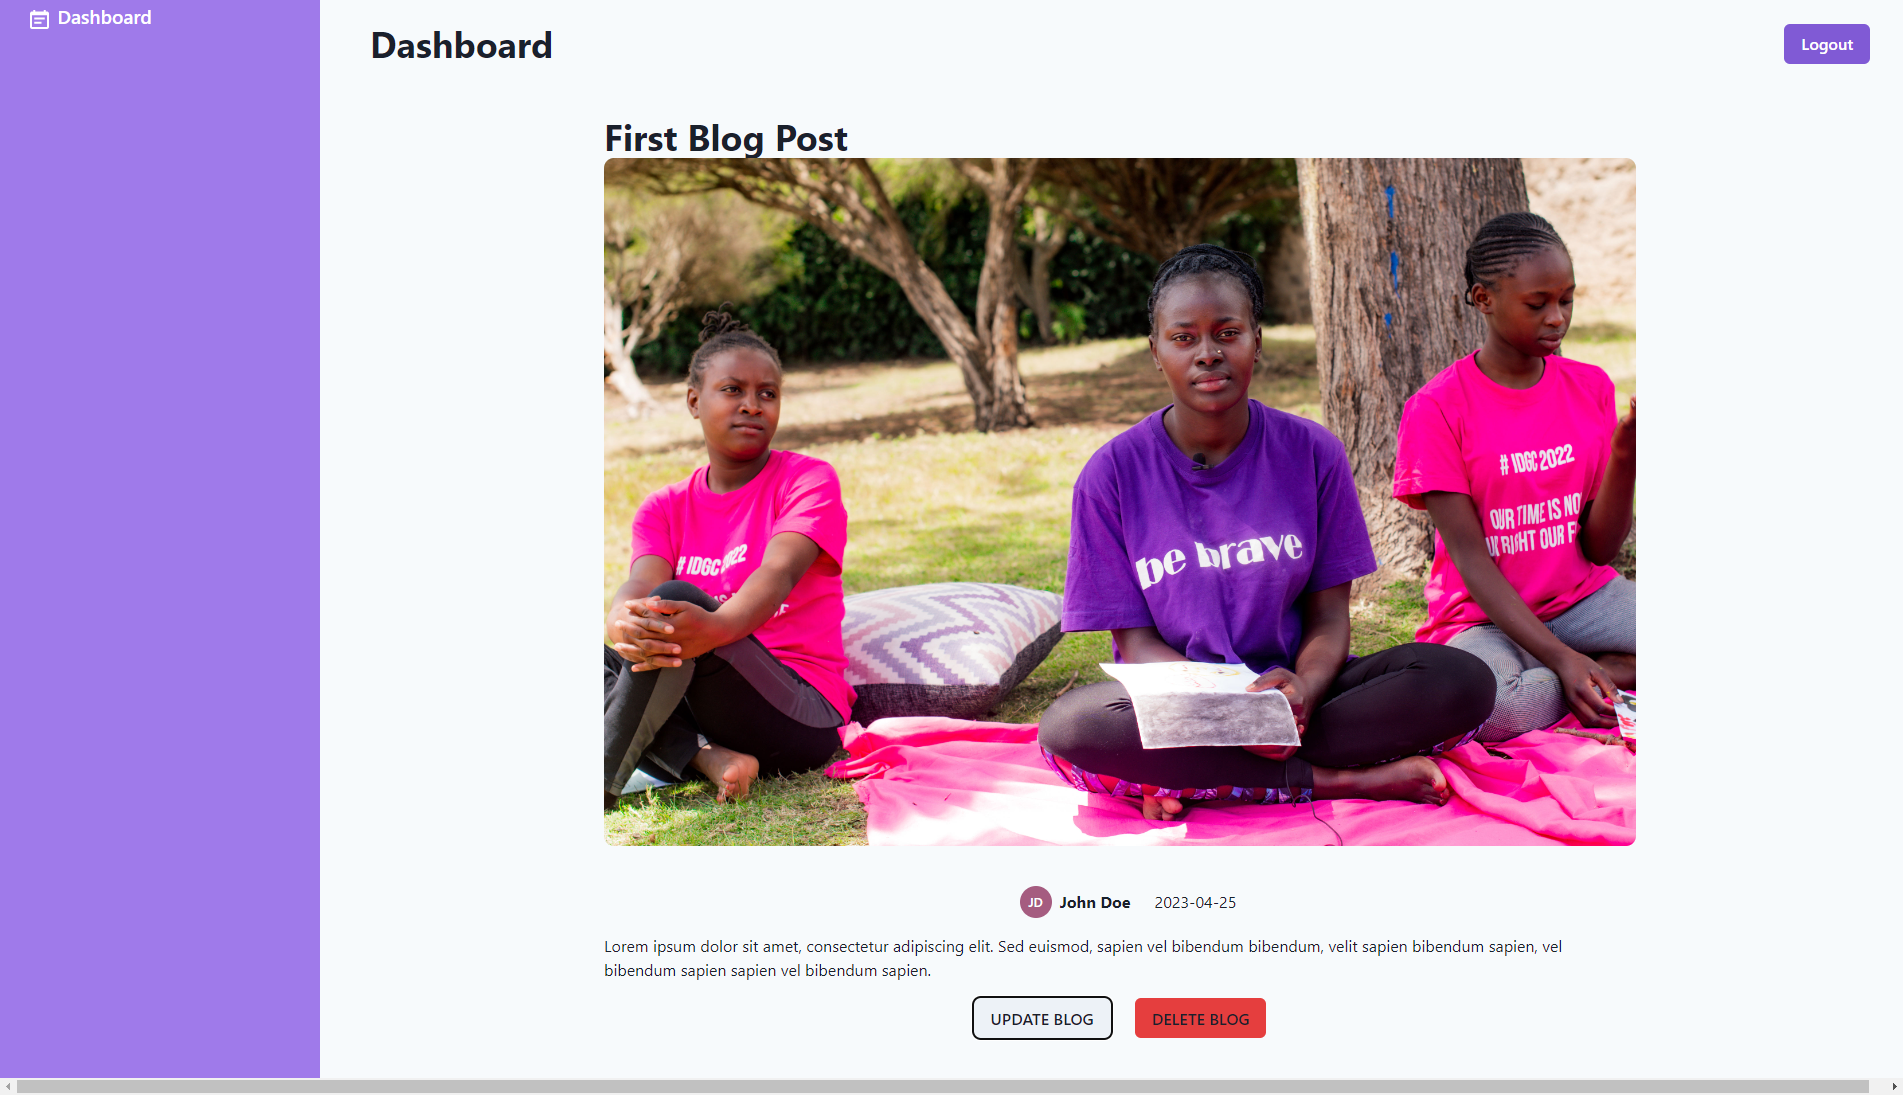 Dashboard
Dashboard
Logout
First Blog Post
# IDGC 2022
be brave
# IDGC 2022
OUR TIME IS
RIGHT OUR
JD John Doe 2023-04-25
Lorem ipsum dolor sit amet, consectetur adipiscing elit. Sed euismod, sapien vel bibendum bibendum, velit sapien bibendum sapien, vel
bibendum sapien sapien vel bibendum sapien.
UPDATE BLOG DELETE BLOG